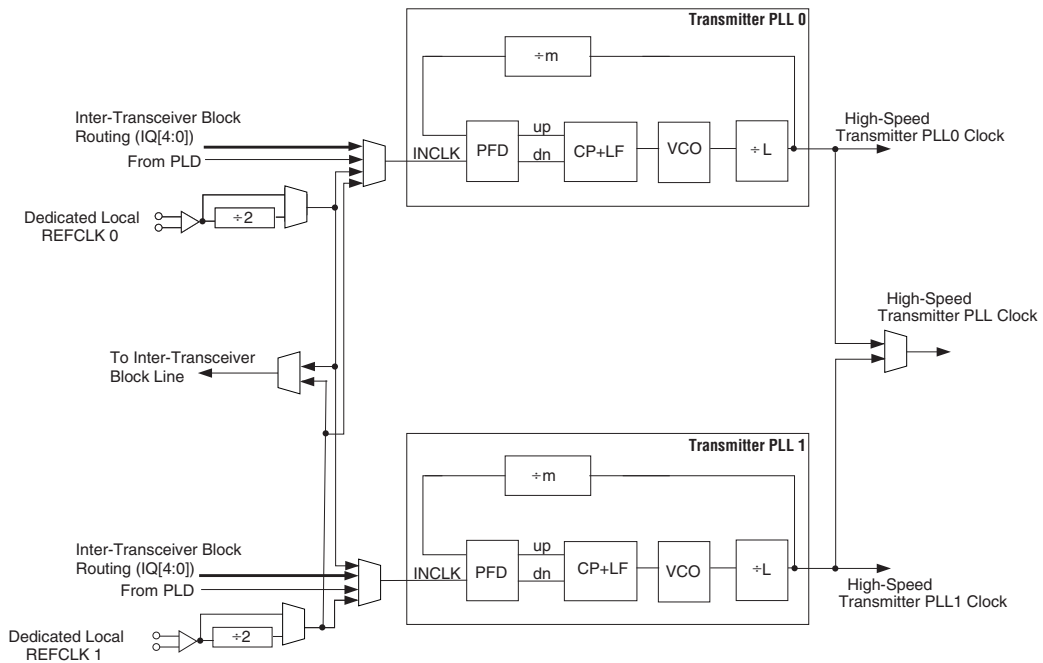 Transmitter PLL 0
÷m
Inter-Transceiver Block
Routing (IQ[4:0])
From PLD
INCLK
PFD
up
dn
CP+LF
VCO
÷L
High-Speed
Transmitter PLL0 Clock
Dedicated Local
REFCLK 0
÷2
High-Speed
Transmitter PLL Clock
To Inter-Transceiver
Block Line
Transmitter PLL 1
÷m
Inter-Transceiver Block
Routing (IQ[4:0])
From PLD
INCLK
PFD
up
dn
CP+LF
VCO
÷L
High-Speed
Transmitter PLL1 Clock
Dedicated Local
REFCLK 1
÷2